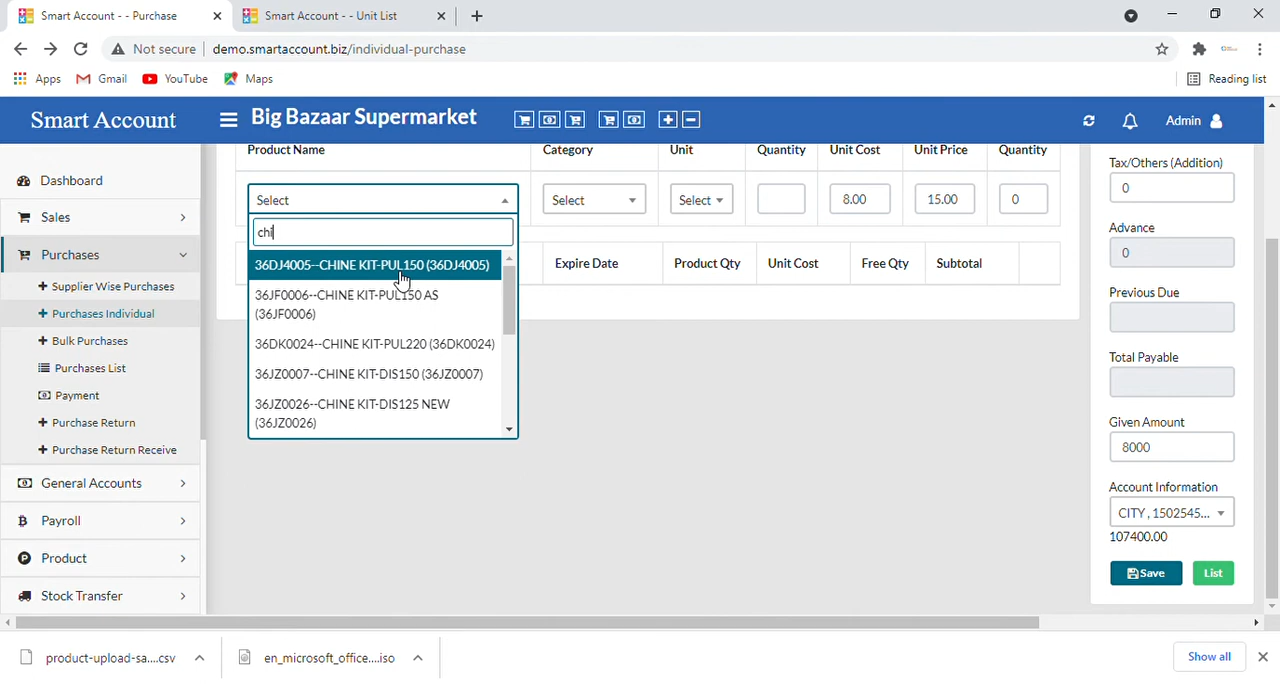 Smart Account - - Purchase
Smart Account - - Unit List
Not secure
demo.smartaccount.biz/individual-purchase
Apps
Gmail
YouTube
Maps
Reading list
Smart Account
Big Bazaar Supermarket
Admin
Dashboard
Sales
Purchases
Supplier Wise Purchases
Purchases Individual
Bulk Purchases
Purchases List
Payment
Purchase Return
Purchase Return Receive
General Accounts
Payroll
Product
Stock Transfer
Product Name
Category
Unit
Quantity
Unit Cost
Unit Price
Quantity
Select
Select
Select
8.00
15.00
0
chi
36DJ4005--CHINE KIT-PUL150 (36DJ4005)
36JF0006--CHINE KIT-PUL150 AS
(36JF0006)
36DK0024--CHINE KIT-PUL220 (36DK0024)
36JZ0007--CHINE KIT-DIS150 (36JZ0007)
36JZ0026--CHINE KIT-DIS125 NEW
(36JZ0026)
Expire Date
Product Qty
Unit Cost
Free Qty
Subtotal
Tax/Others (Addition)
0
Advance
0
Previous Due
Total Payable
Given Amount
8000
Account Information
CITY , 1502545...
107400.00
Save
List
product-upload-sa....csv
en_microsoft_office....iso
Show all